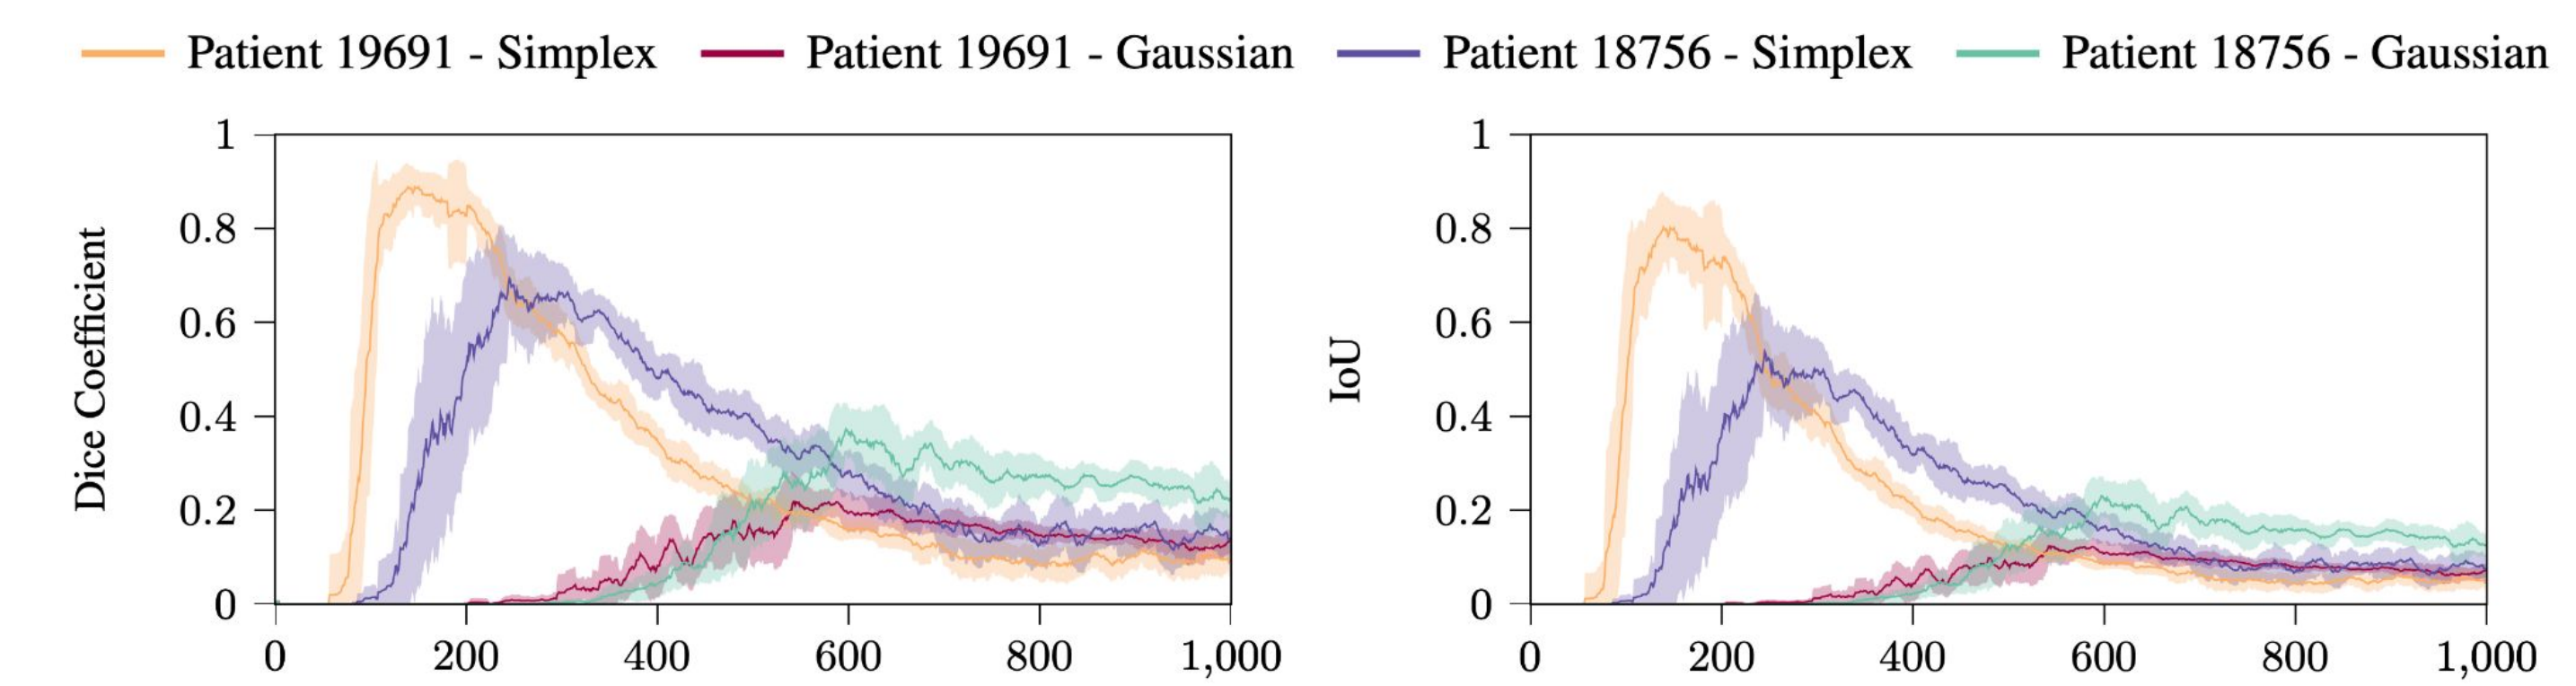 Patient 19691 - Simplex Patient 19691 - Gaussian Patient 18756 - Simplex Patient 18756 - Gaussian
Dice Coefficient
1
0.8
0.6
0.4
0.2
0
0 200 400 600 800 1,000
IoU
1
0.8
0.6
0.4
0.2
0
0 200 400 600 800 1,000